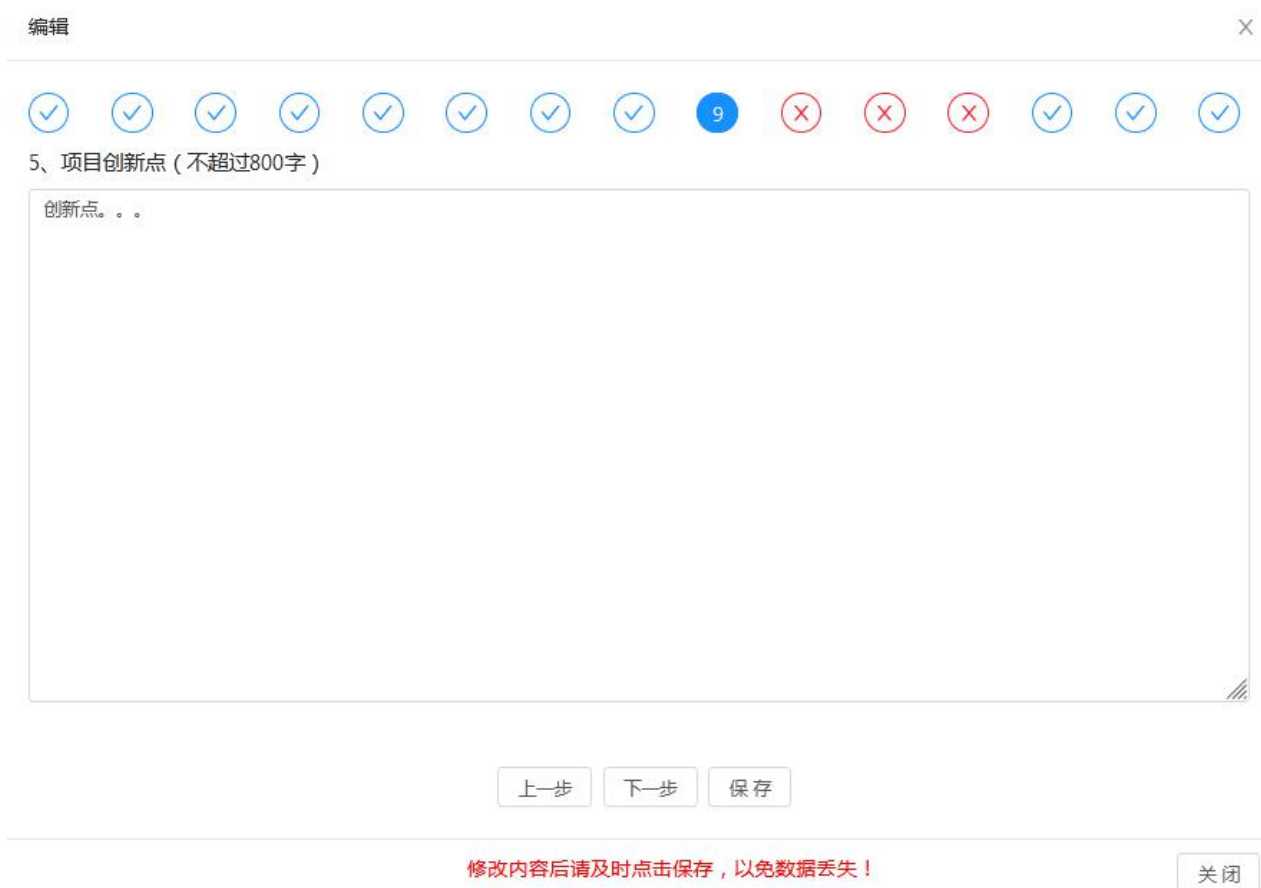 编辑
9
5、项目创新点（不超过800字）
创新点。。。
上一步 下一步 保存
修改内容后请及时点击保存，以免数据丢失！
关闭